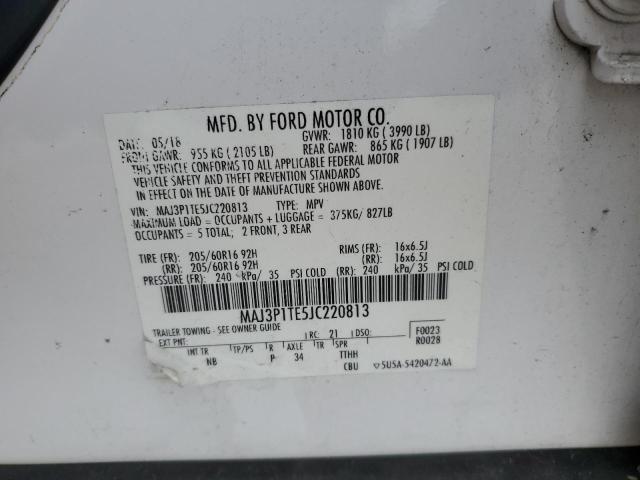 MFD. BY FORD MOTOR CO.
DATE: 05/18 GVWR: 1810 KG ( 3990 LB)
FRONT GAWR: 955 KG ( 2105 LB) REAR GAWR: 865 KG ( 1907 LB)
THIS VEHICLE CONFORMS TO ALL APPLICABLE FEDERAL MOTOR
VEHICLE SAFETY AND THEFT PREVENTION STANDARDS
IN EFFECT ON THE DATE OF MANUFACTURE SHOWN ABOVE.
VIN: MAJ3P1TE5JC220813 TYPE: MPV
MAXIMUM LOAD = OCCUPANTS + LUGGAGE = 375KG/ 827LB
OCCUPANTS = 5 TOTAL; 2 FRONT, 3 REAR
TIRE (FR): 205/60R16 92H RIMS (FR): 16x6.5J
(RR): 205/60R16 92H (RR): 16x6.5J
PRESSURE (FR): 240 kPa/ 35 PSI COLD (RR): 240 kPa/ 35 PSI COLD
MAJ3P1TE5JC220813
TRAILER TOWING - SEE OWNER GUIDE
EXT PNT: RC: 21 DSO: F0023
R0028
INT TR TP/PS R AXLE TR SPR
NB P 34 TTHH
CBU 5U5A-5420472-AA